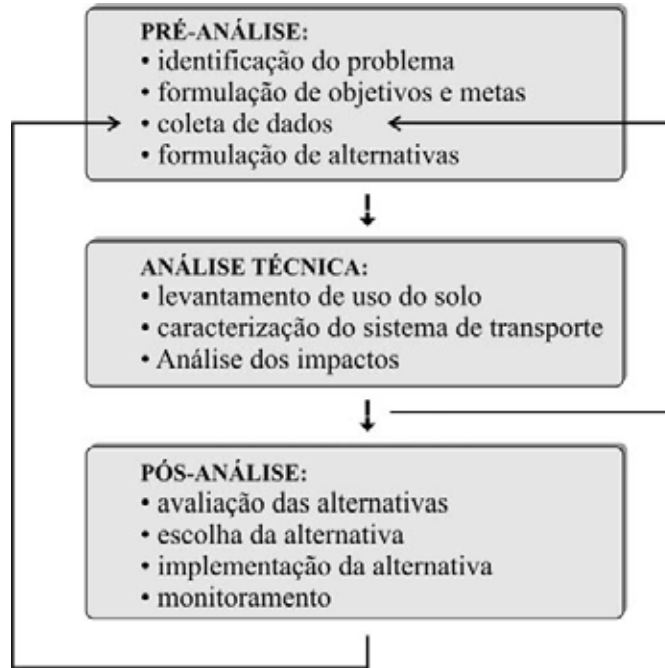 PRÉ-ANÁLISE:
• identificação do problema
• formulação de objetivos e metas
• coleta de dados
• formulação de alternativas
ANÁLISE TÉCNICA:
• levantamento de uso do solo
• caracterização do sistema de transporte
• Análise dos impactos
PÓS-ANÁLISE:
• avaliação das alternativas
• escolha da alternativa
• implementação da alternativa
• monitoramento